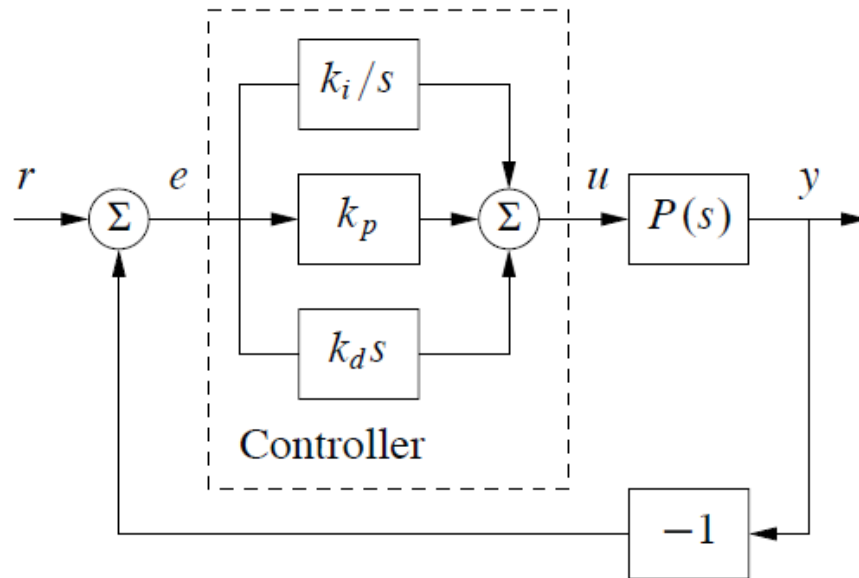 k_i/s
r
e
u
y
Σ
k_p
Σ
P(s)
k_d s
Controller
−1